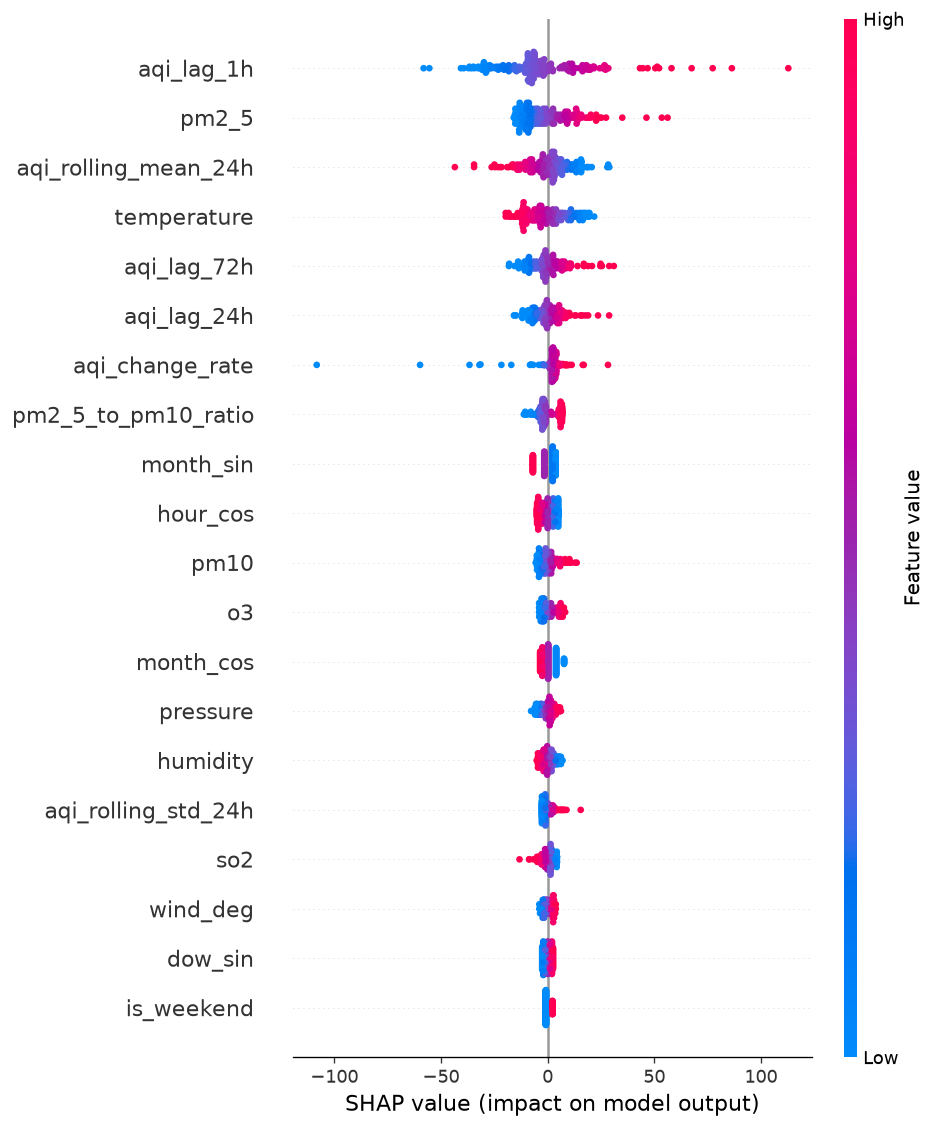 High
aqi_lag_1h
pm2_5
aqi_rolling_mean_24h
temperature
aqi_lag_72h
aqi_lag_24h
aqi_change_rate
pm2_5_to_pm10_ratio
month_sin
hour_cos
pm10
o3
month_cos
pressure
humidity
aqi_rolling_std_24h
so2
wind_deg
dow_sin
is_weekend
Feature value
Low
−100 −50 0 50 100
SHAP value (impact on model output)